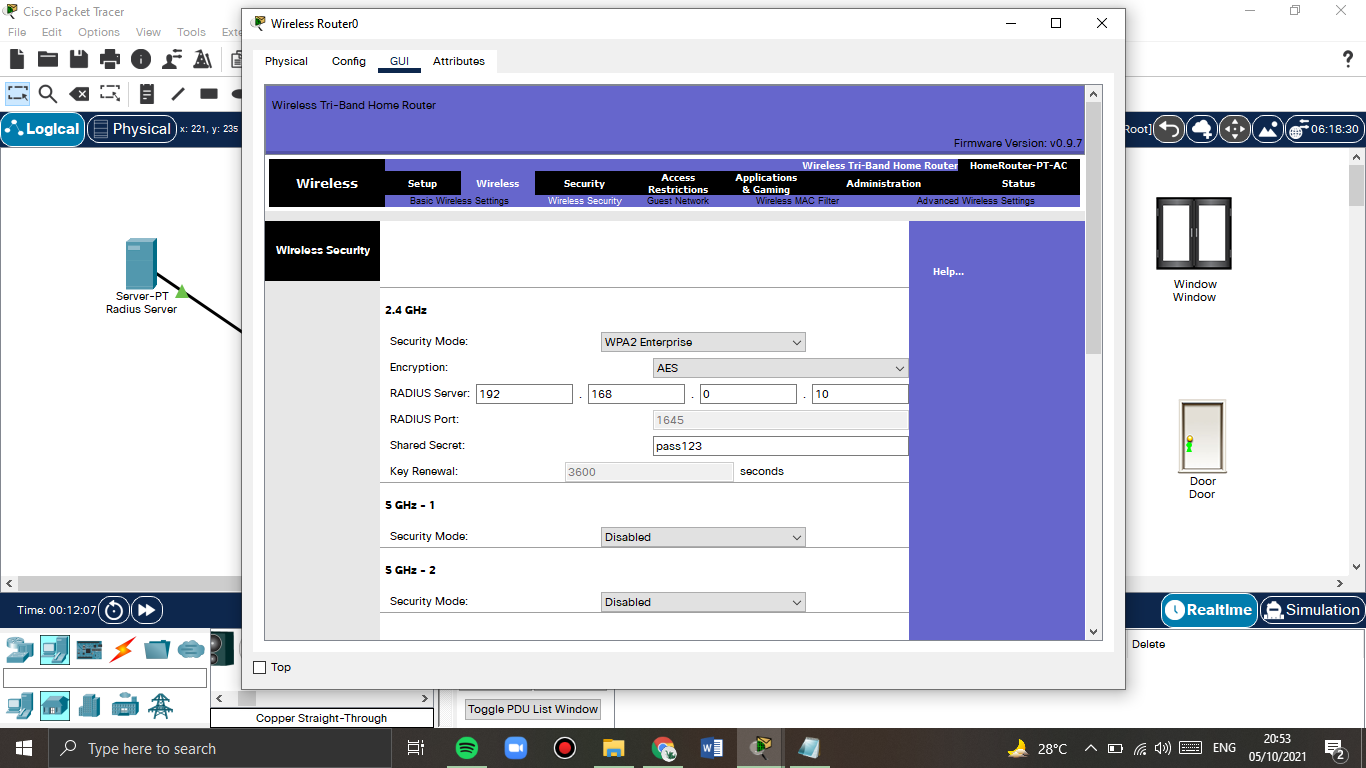 Cisco Packet Tracer
File Edit Options View Tools Exte
Wireless Router0
Physical Config GUI Attributes
Wireless Tri-Band Home Router
Firmware Version: v0.9.7
Logical
Physical
x: 221, y: 235
Root]
06:18:30
Wireless Tri-Band Home Router HomeRouter-PT-AC
Wireless
Setup Wireless Security Access Restrictions Applications & Gaming Administration Status
Basic Wireless Settings Wireless Security Guest Network Wireless MAC Filter Advanced Wireless Settings
Wireless Security
Help...
2.4 GHz
Security Mode: WPA2 Enterprise
Encryption: AES
RADIUS Server: 192 . 168 . 0 . 10
RADIUS Port: 1645
Shared Secret: pass123
Key Renewal: 3600 seconds
5 GHz - 1
Security Mode: Disabled
5 GHz - 2
Security Mode: Disabled
Top
Server-PT
Radius Server
Window
Window
Door
Door
Time: 00:12:07
Realtime
Simulation
Delete
Toggle PDU List Window
Copper Straight-Through
Type here to search
28°C
ENG
20:53
05/10/2021
2